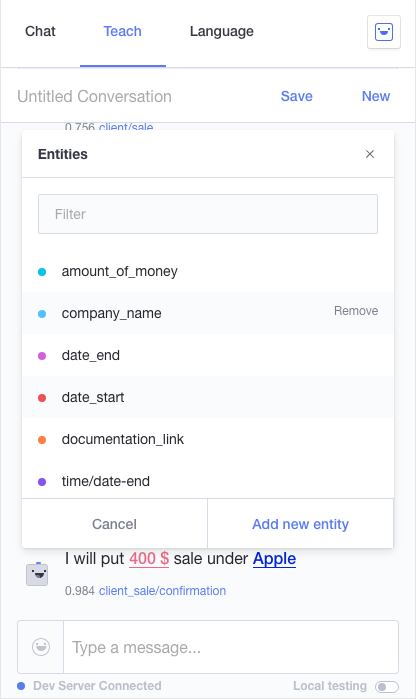 Chat Teach Language
Untitled Conversation Save New
0.756 client/sale
Entities ×
Filter
amount_of_money
company_name Remove
date_end
date_start
documentation_link
time/date-end
Cancel Add new entity
I will put 400 $ sale under Apple
0.984 client_sale/confirmation
Type a message...
Dev Server Connected Local testing